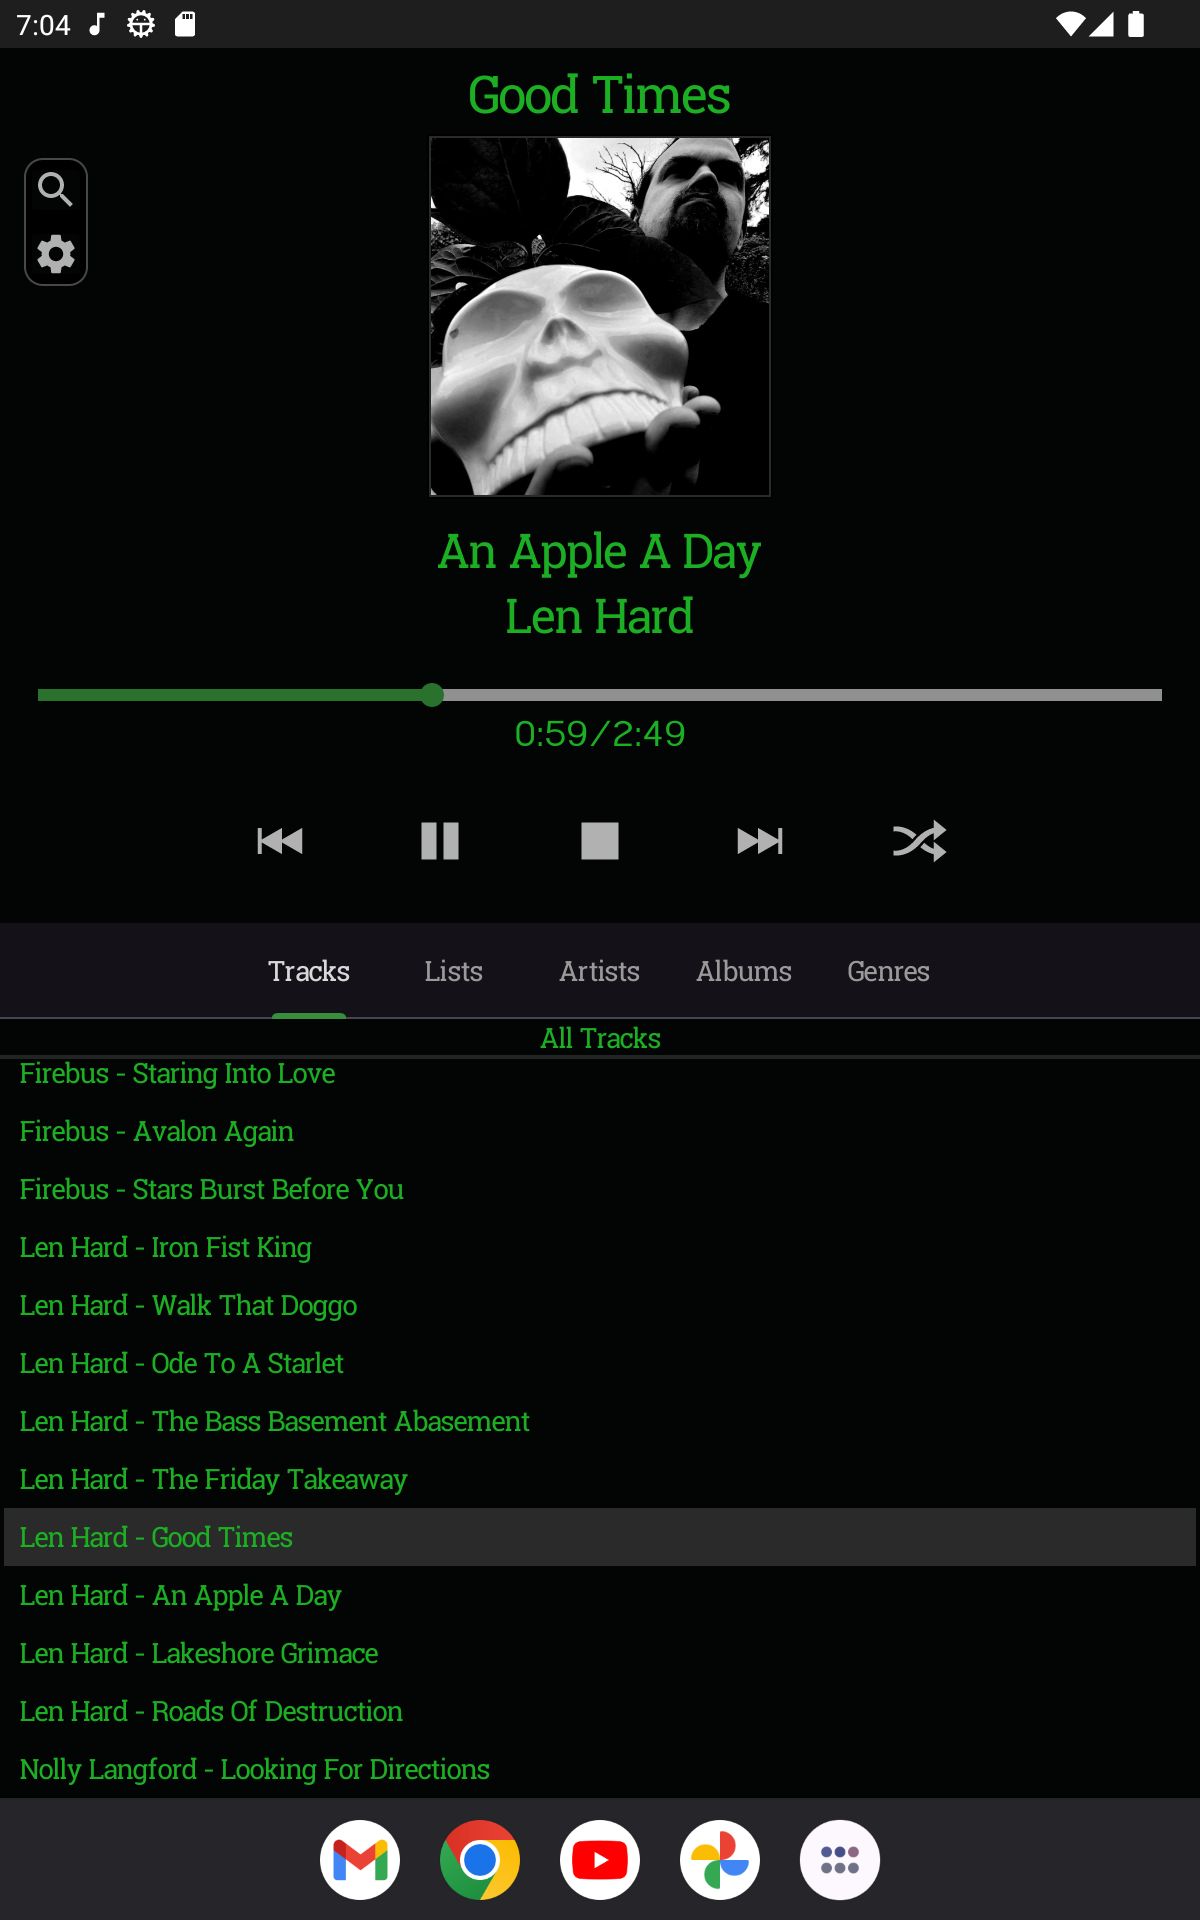 7:04
Good Times
An Apple A Day
Len Hard
0:59/2:49
Tracks Lists Artists Albums Genres
All Tracks
Firebus - Staring Into Love
Firebus - Avalon Again
Firebus - Stars Burst Before You
Len Hard - Iron Fist King
Len Hard - Walk That Doggo
Len Hard - Ode To A Starlet
Len Hard - The Bass Basement Abasement
Len Hard - The Friday Takeaway
Len Hard - Good Times
Len Hard - An Apple A Day
Len Hard - Lakeshore Grimace
Len Hard - Roads Of Destruction
Nolly Langford - Looking For Directions